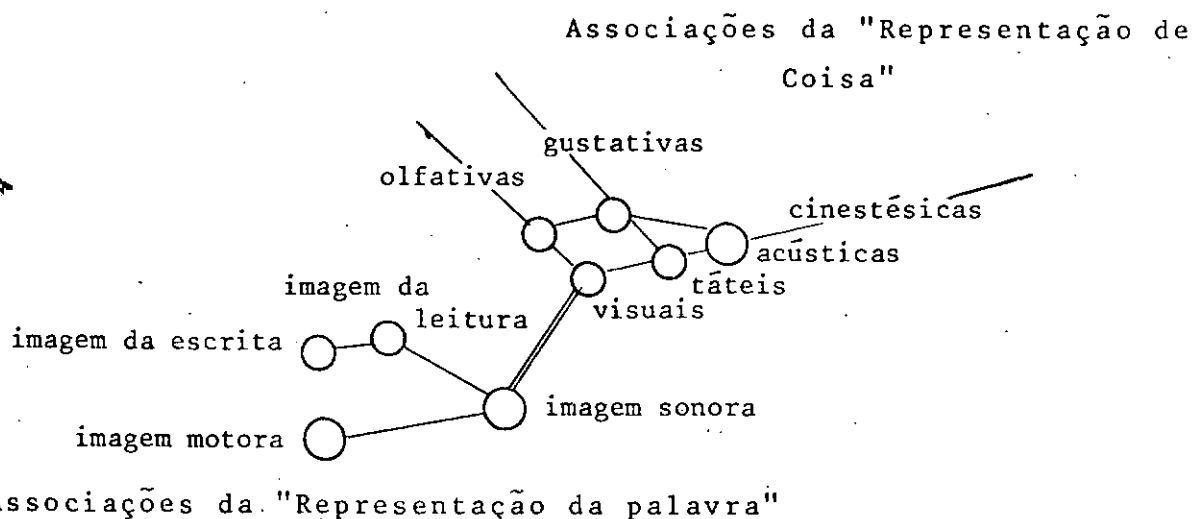 Associações da "Representação de
Coisa"
gustativas
olfativas
cinestésicas
acústicas
táteis
imagem da
leitura
visuais
imagem da escrita
imagem sonora
imagem motora
ssociações da "Representação da palavra"